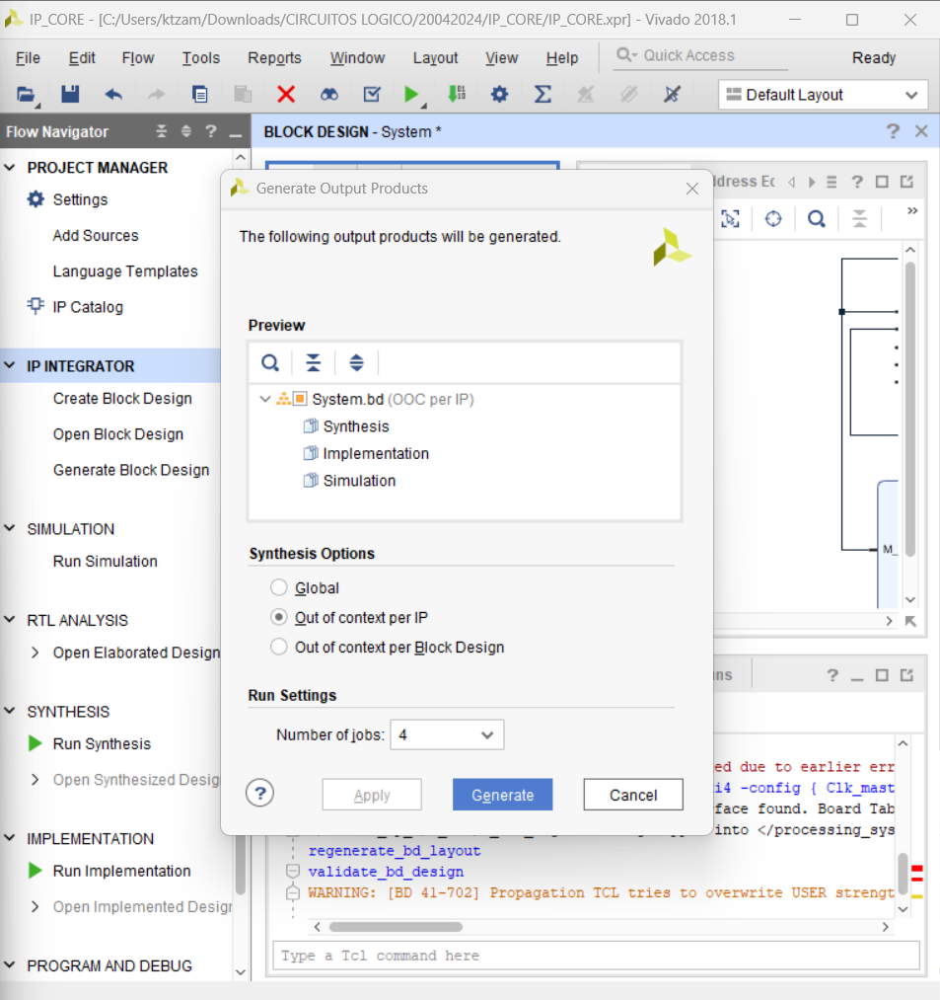 IP_CORE - [C:/Users/ktzam/Downloads/CIRCUITOS LOGICO/20042024/IP_CORE/IP_CORE.xpr] - Vivado 2018.1
File Edit Flow Tools Reports Window Layout View Help Quick Access Ready
Default Layout
Flow Navigator
BLOCK DESIGN - System *
PROJECT MANAGER
Settings
Add Sources
Language Templates
IP Catalog
IP INTEGRATOR
Create Block Design
Open Block Design
Generate Block Design
SIMULATION
Run Simulation
RTL ANALYSIS
Open Elaborated Design
SYNTHESIS
Run Synthesis
Open Synthesized Desig
IMPLEMENTATION
Run Implementation
Open Implemented Design
PROGRAM AND DEBUG
dress Ec
M_
Generate Output Products
The following output products will be generated.
Preview
System.bd (OOC per IP)
Synthesis
Implementation
Simulation
Synthesis Options
Global
Out of context per IP
Out of context per Block Design
Run Settings
Number of jobs: 4
Apply Generate Cancel
ns
ed due to earlier err
i4 -config { Clk_mast
face found. Board Tab
into </processing_sys
regenerate_bd_layout
validate_bd_design
WARNING: [BD 41-702] Propagation TCL tries to overwrite USER strengt
Type a Tcl command here